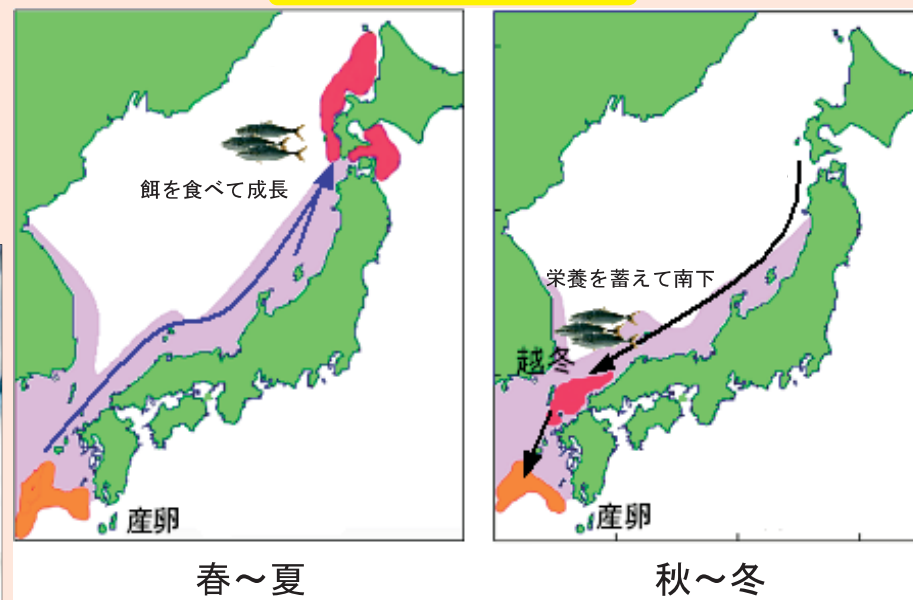 餌を食べて成長
産卵
春～夏
栄養を蓄えて南下
越冬
産卵
秋～冬